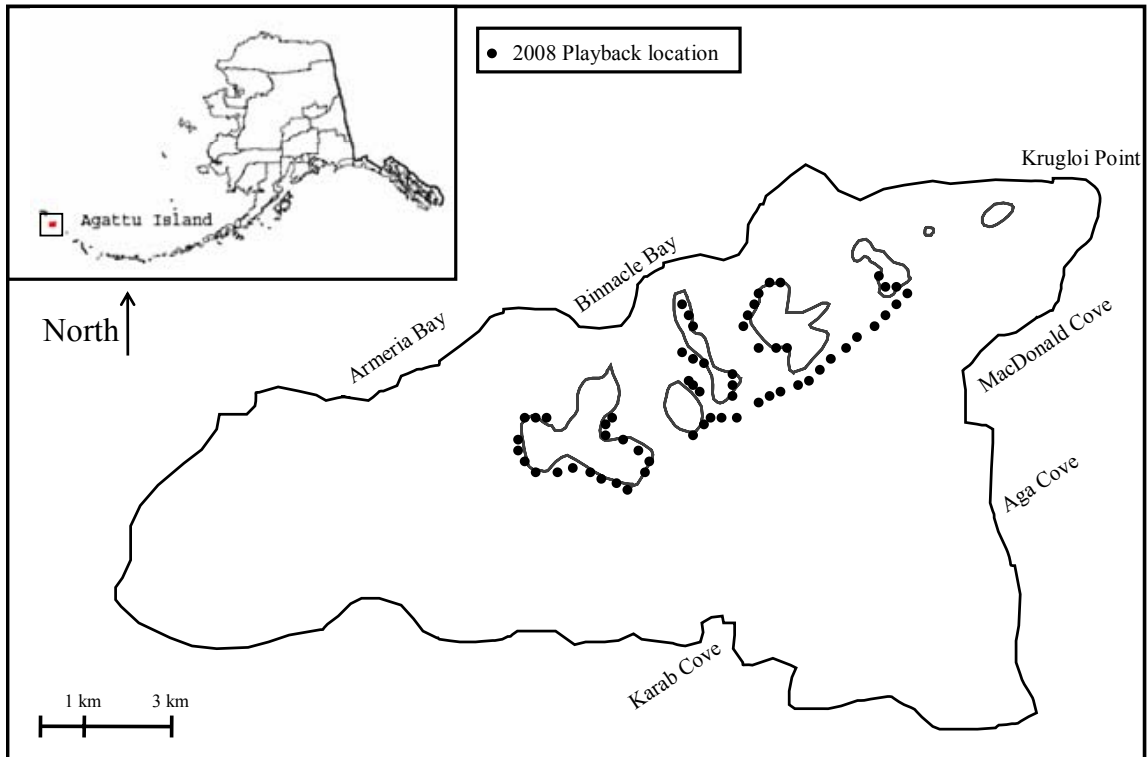 ● 2008 Playback location
Krugloi Point
Agattu Island
Binnacle Bay
North
Armeria Bay
MacDonald Cove
Aga Cove
Karab Cove
1 km 3 km